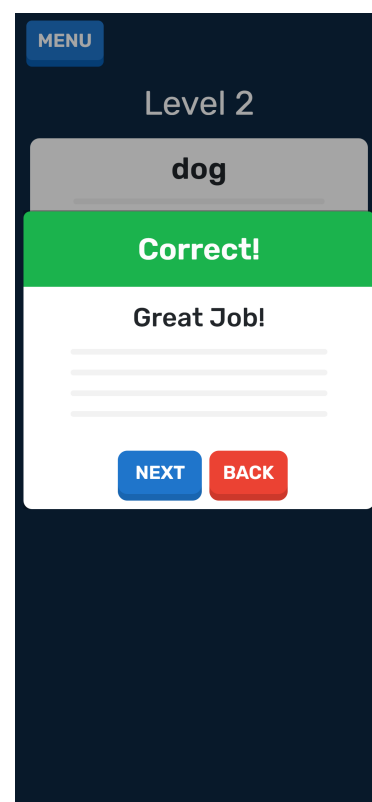 MENU
Level 2
dog
Correct!
Great Job!
NEXT BACK